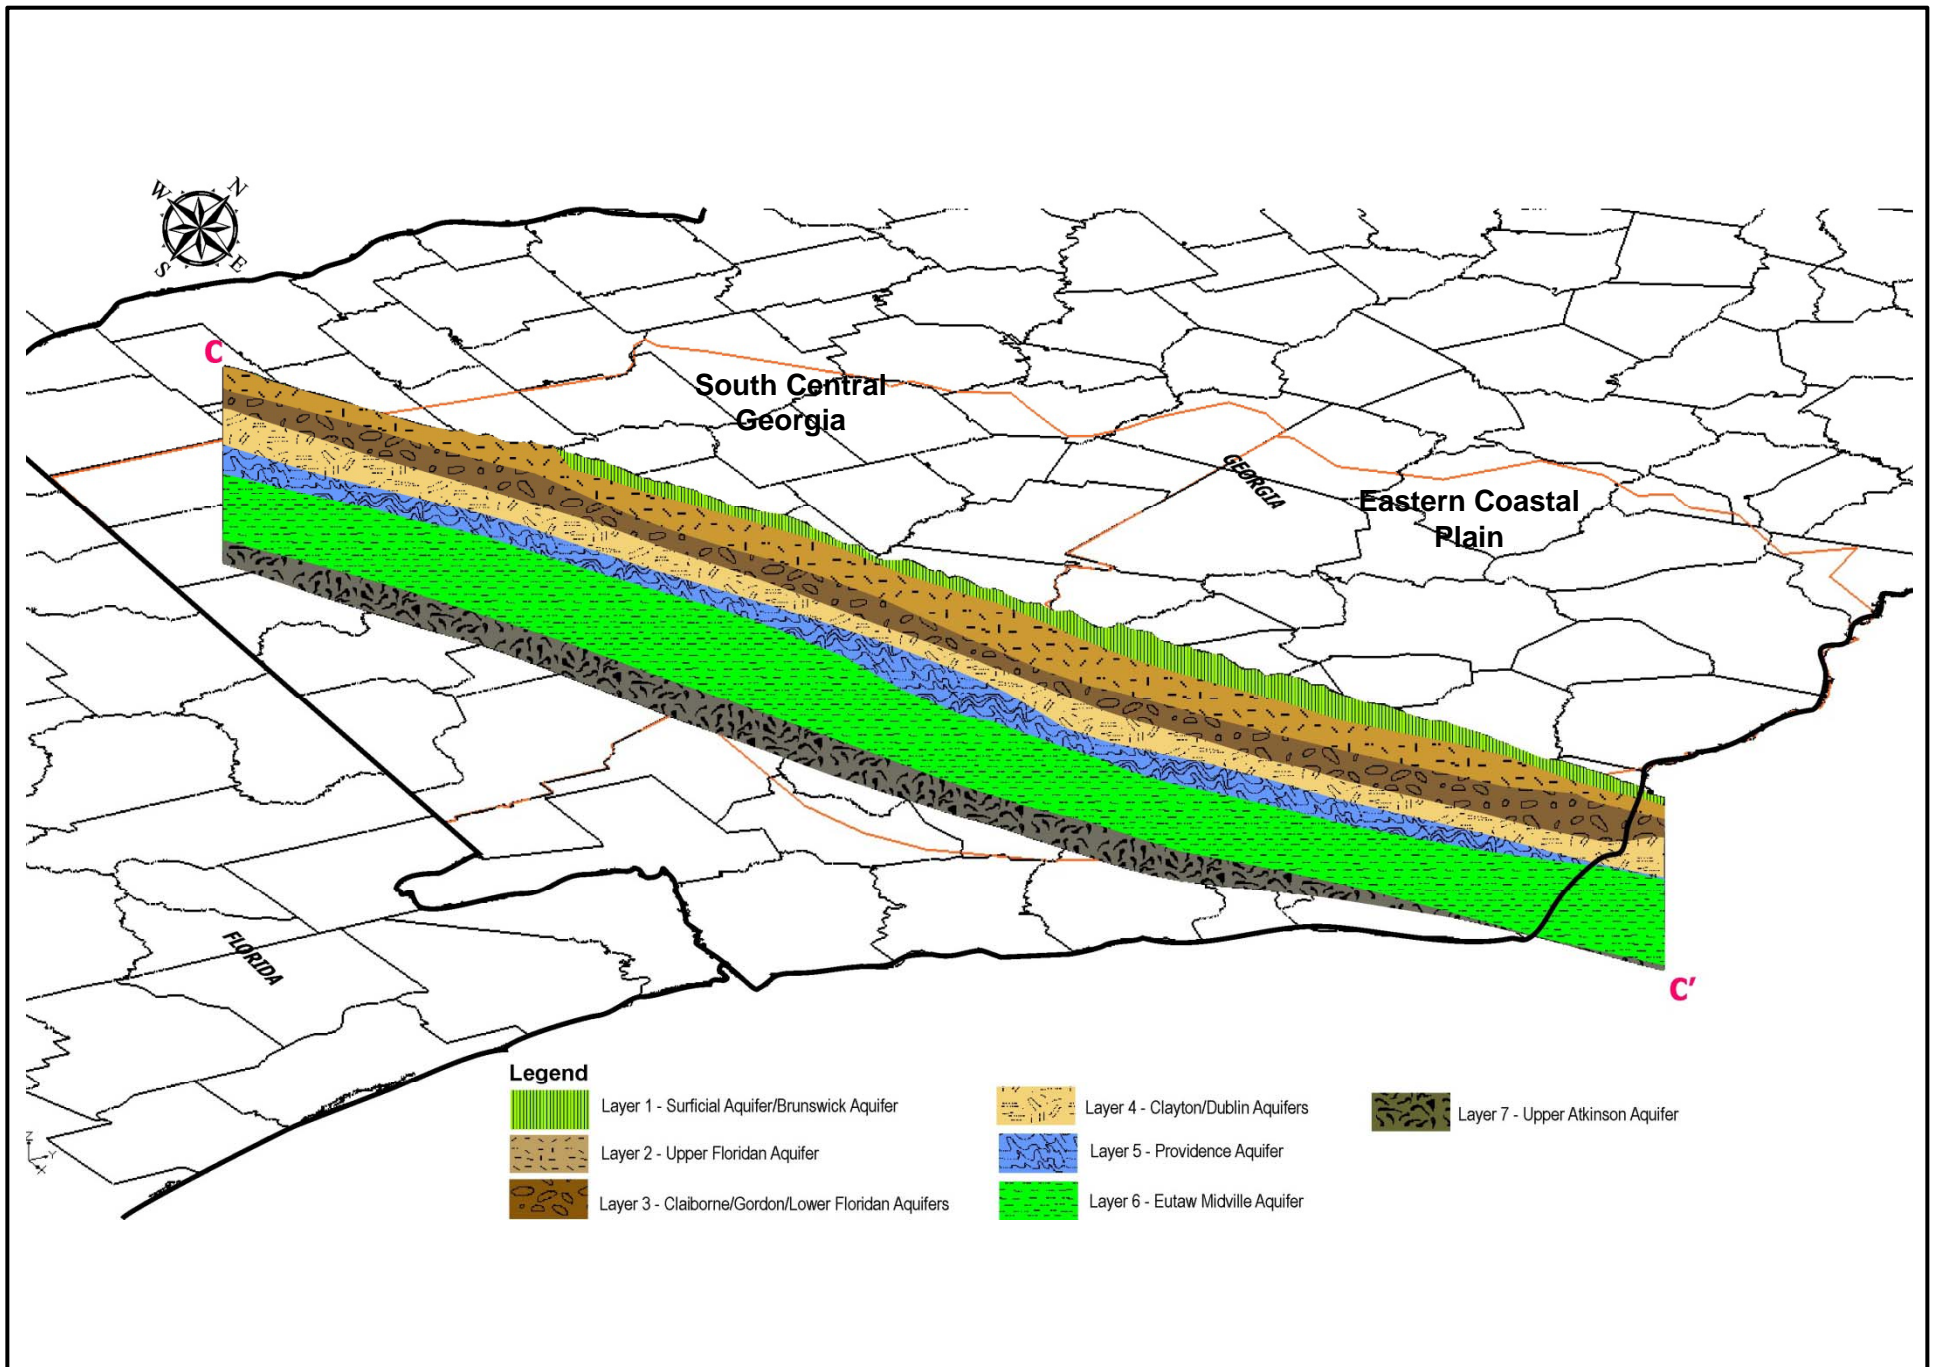 W N
S E
C
South Central
Georgia
GEORGIA
Eastern Coastal
Plain
FLORIDA
C'
Z
Y
X
Legend
Layer 1 - Surficial Aquifer/Brunswick Aquifer
Layer 2 - Upper Floridan Aquifer
Layer 3 - Claiborne/Gordon/Lower Floridan Aquifers
Layer 4 - Clayton/Dublin Aquifers
Layer 5 - Providence Aquifer
Layer 6 - Eutaw Midville Aquifer
Layer 7 - Upper Atkinson Aquifer